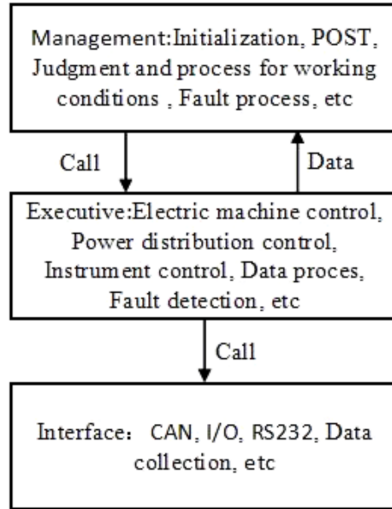 Management:Initialization, POST,
Judgment and process for working
conditions , Fault process, etc
Call
Data
Executive:Electric machine control,
Power distribution control,
Instrument control, Data proces,
Fault detection, etc
Call
Interface： CAN, I/O, RS232, Data
collection, etc